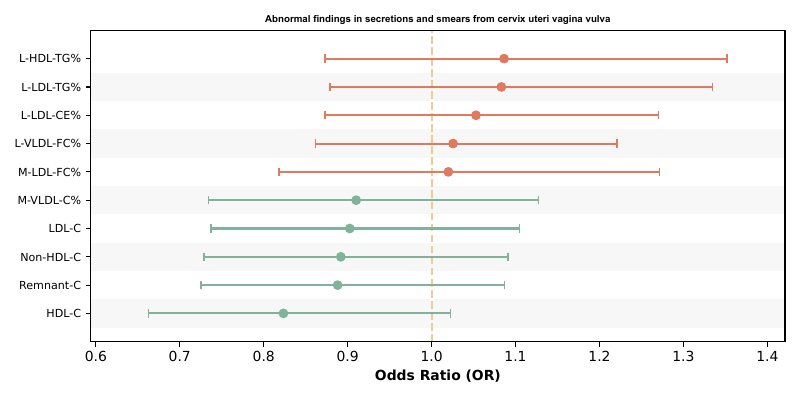 Abnormal findings in secretions and smears from cervix uteri vagina vulva
L-HDL-TG%
L-LDL-TG%
L-LDL-CE%
L-VLDL-FC%
M-LDL-FC%
M-VLDL-C%
LDL-C
Non-HDL-C
Remnant-C
HDL-C
0.6 0.7 0.8 0.9 1.0 1.1 1.2 1.3 1.4
Odds Ratio (OR)